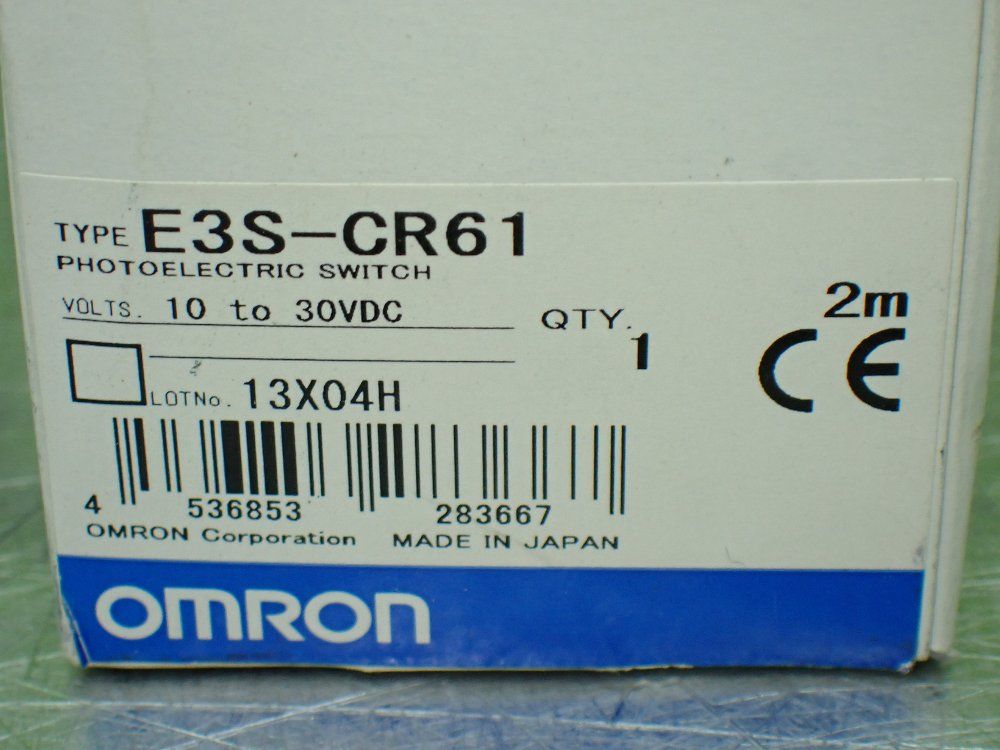 TYPE E3S-CR61
PHOTOELECTRIC SWITCH
VOLTS. 10 to 30VDC
QTY. 1
2m
CE
LOTNo. 13X04H
4 536853 283667
OMRON Corporation MADE IN JAPAN
OMRON